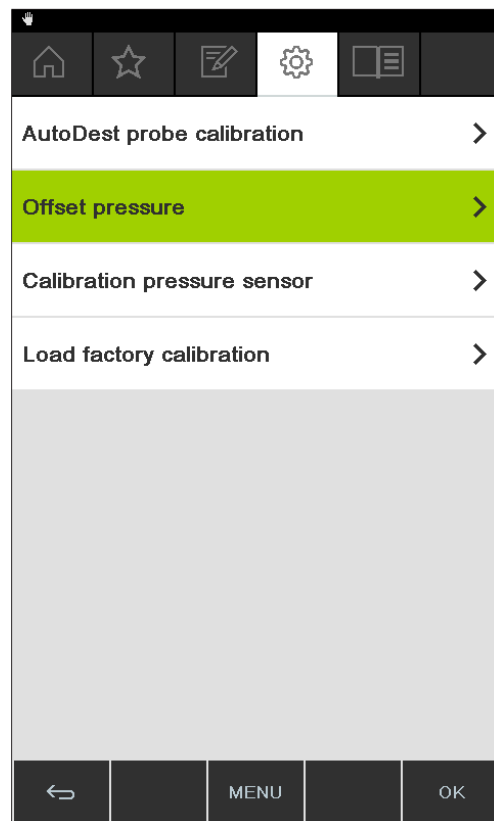 AutoDest probe calibration
Offset pressure
Calibration pressure sensor
Load factory calibration
MENU
OK